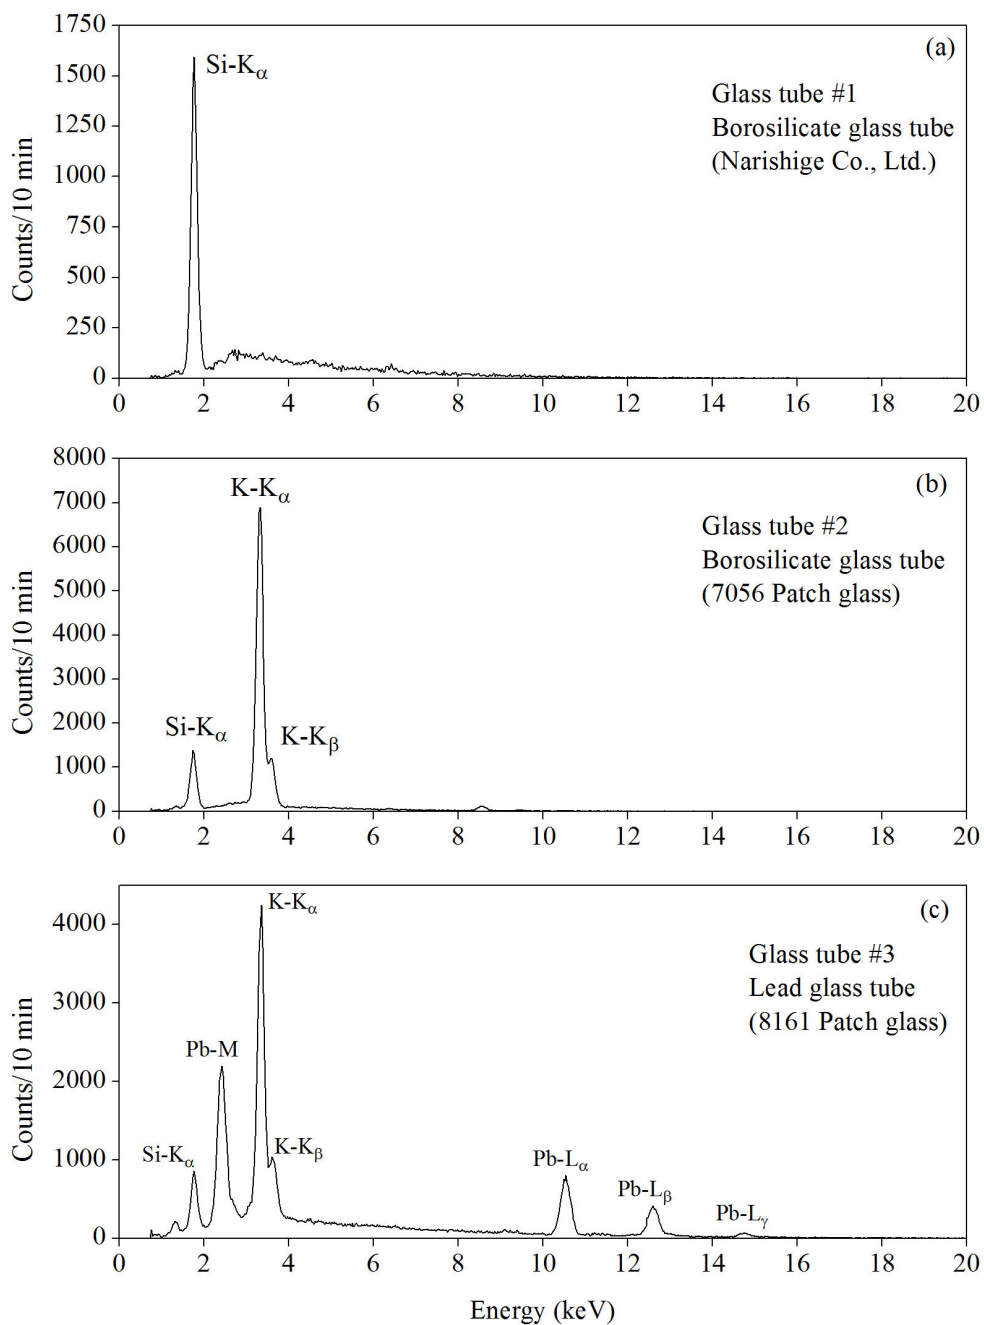 (a)
Glass tube #1
Borosilicate glass tube
(Narishige Co., Ltd.)
Si-Kα
Counts/10 min
1750
1500
1250
1000
750
500
250
0
0 2 4 6 8 10 12 14 16 18 20
(b)
Glass tube #2
Borosilicate glass tube
(7056 Patch glass)
K-Kα
Si-Kα
K-Kβ
Counts/10 min
8000
7000
6000
5000
4000
3000
2000
1000
0
0 2 4 6 8 10 12 14 16 18 20
(c)
Glass tube #3
Lead glass tube
(8161 Patch glass)
K-Kα
Pb-M
Si-Kα
K-Kβ
Pb-Lα
Pb-Lβ
Pb-Lγ
Counts/10 min
4000
3000
2000
1000
0
0 2 4 6 8 10 12 14 16 18 20
Energy (keV)